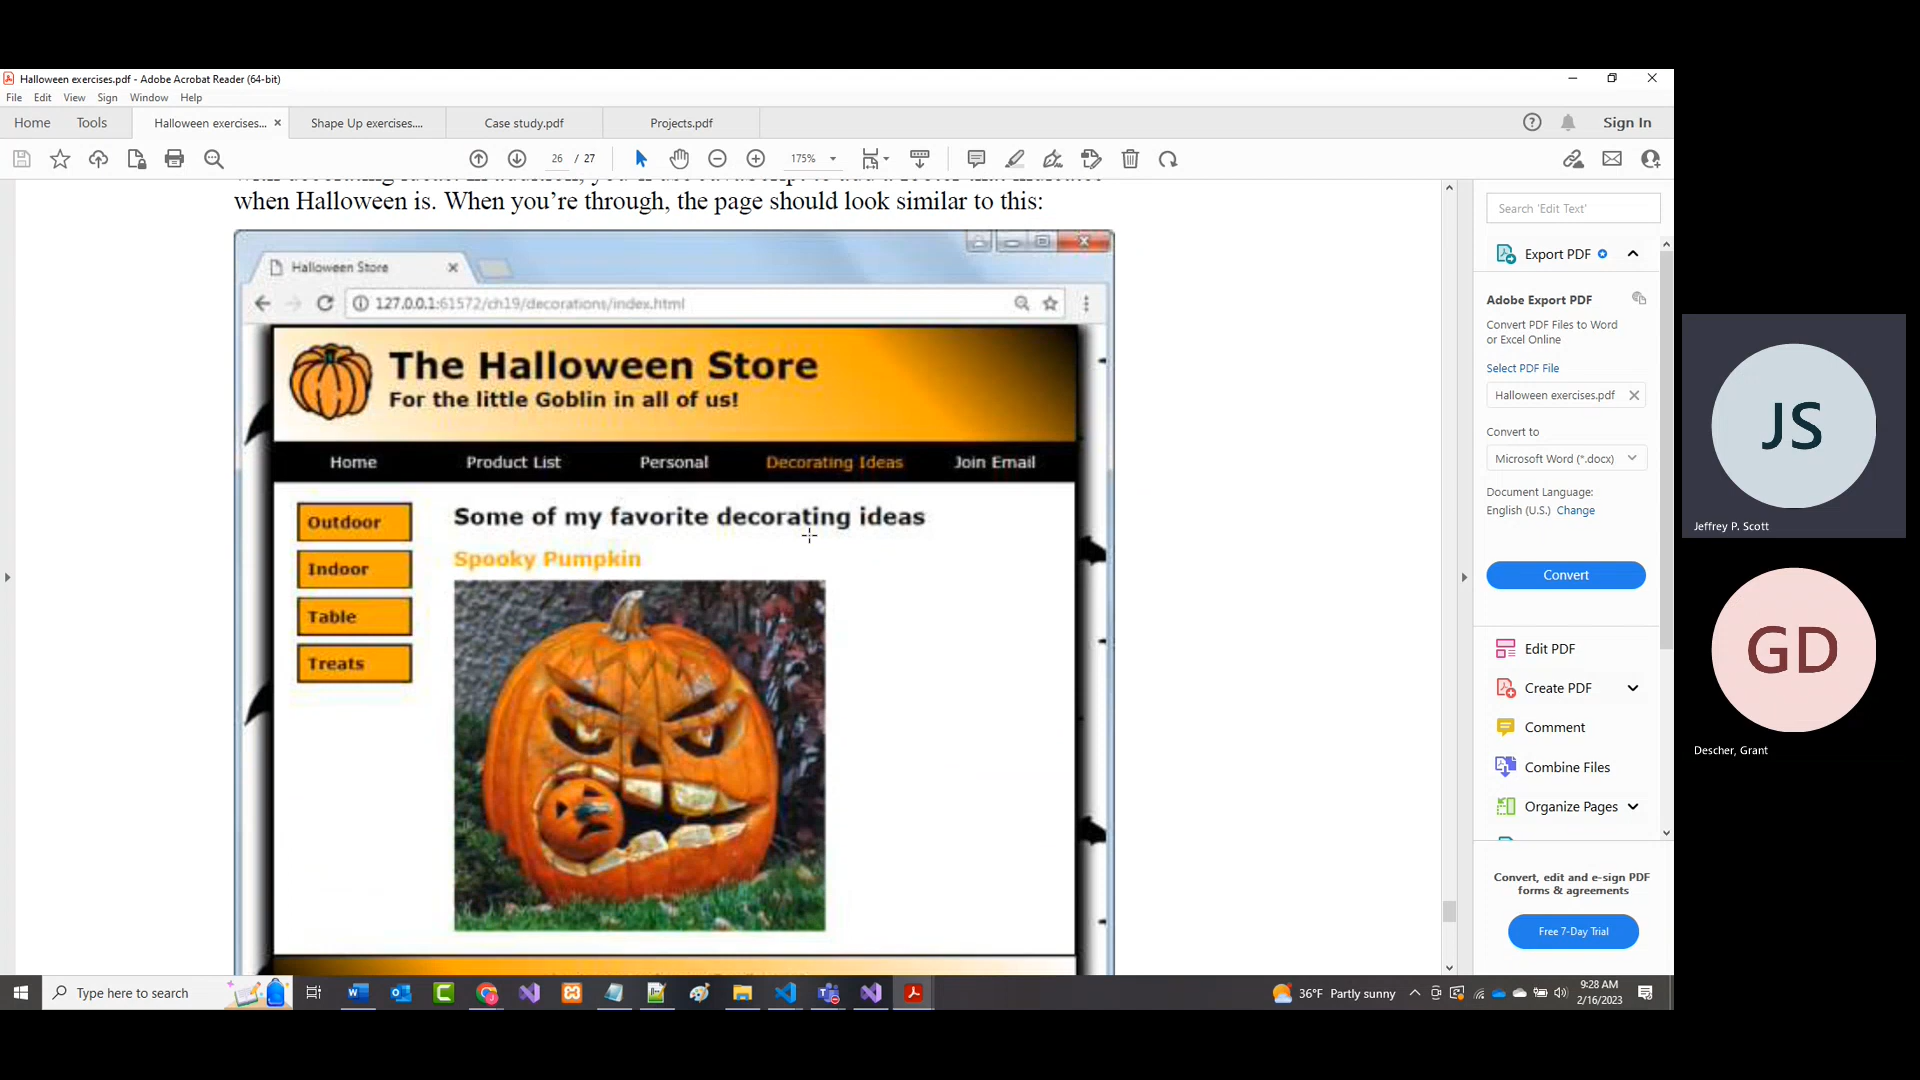 Halloween exercises.pdf - Adobe Acrobat Reader (64-bit)
File Edit View Sign Window Help
Home Tools Halloween exercises... × Shape Up exercises.... Case study.pdf Projects.pdf Sign In
26 / 27 175%
when Halloween is. When you’re through, the page should look similar to this:
Halloween Store
127.0.0.1:61572/ch19/decorations/index.html
The Halloween Store
For the little Goblin in all of us!
Home Product List Personal Decorating Ideas Join Email
Outdoor
Indoor
Table
Treats
Some of my favorite decorating ideas
Spooky Pumpkin
Search 'Edit Text'
Export PDF
Adobe Export PDF
Convert PDF Files to Word
or Excel Online
Select PDF File
Halloween exercises.pdf
Convert to
Microsoft Word (*.docx)
Document Language:
English (U.S.) Change
Convert
Edit PDF
Create PDF
Comment
Combine Files
Organize Pages
Convert, edit and e-sign PDF
forms & agreements
Free 7-Day Trial
JS
Jeffrey P. Scott
GD
Descher, Grant
Type here to search
36°F Partly sunny
9:28 AM
2/16/2023